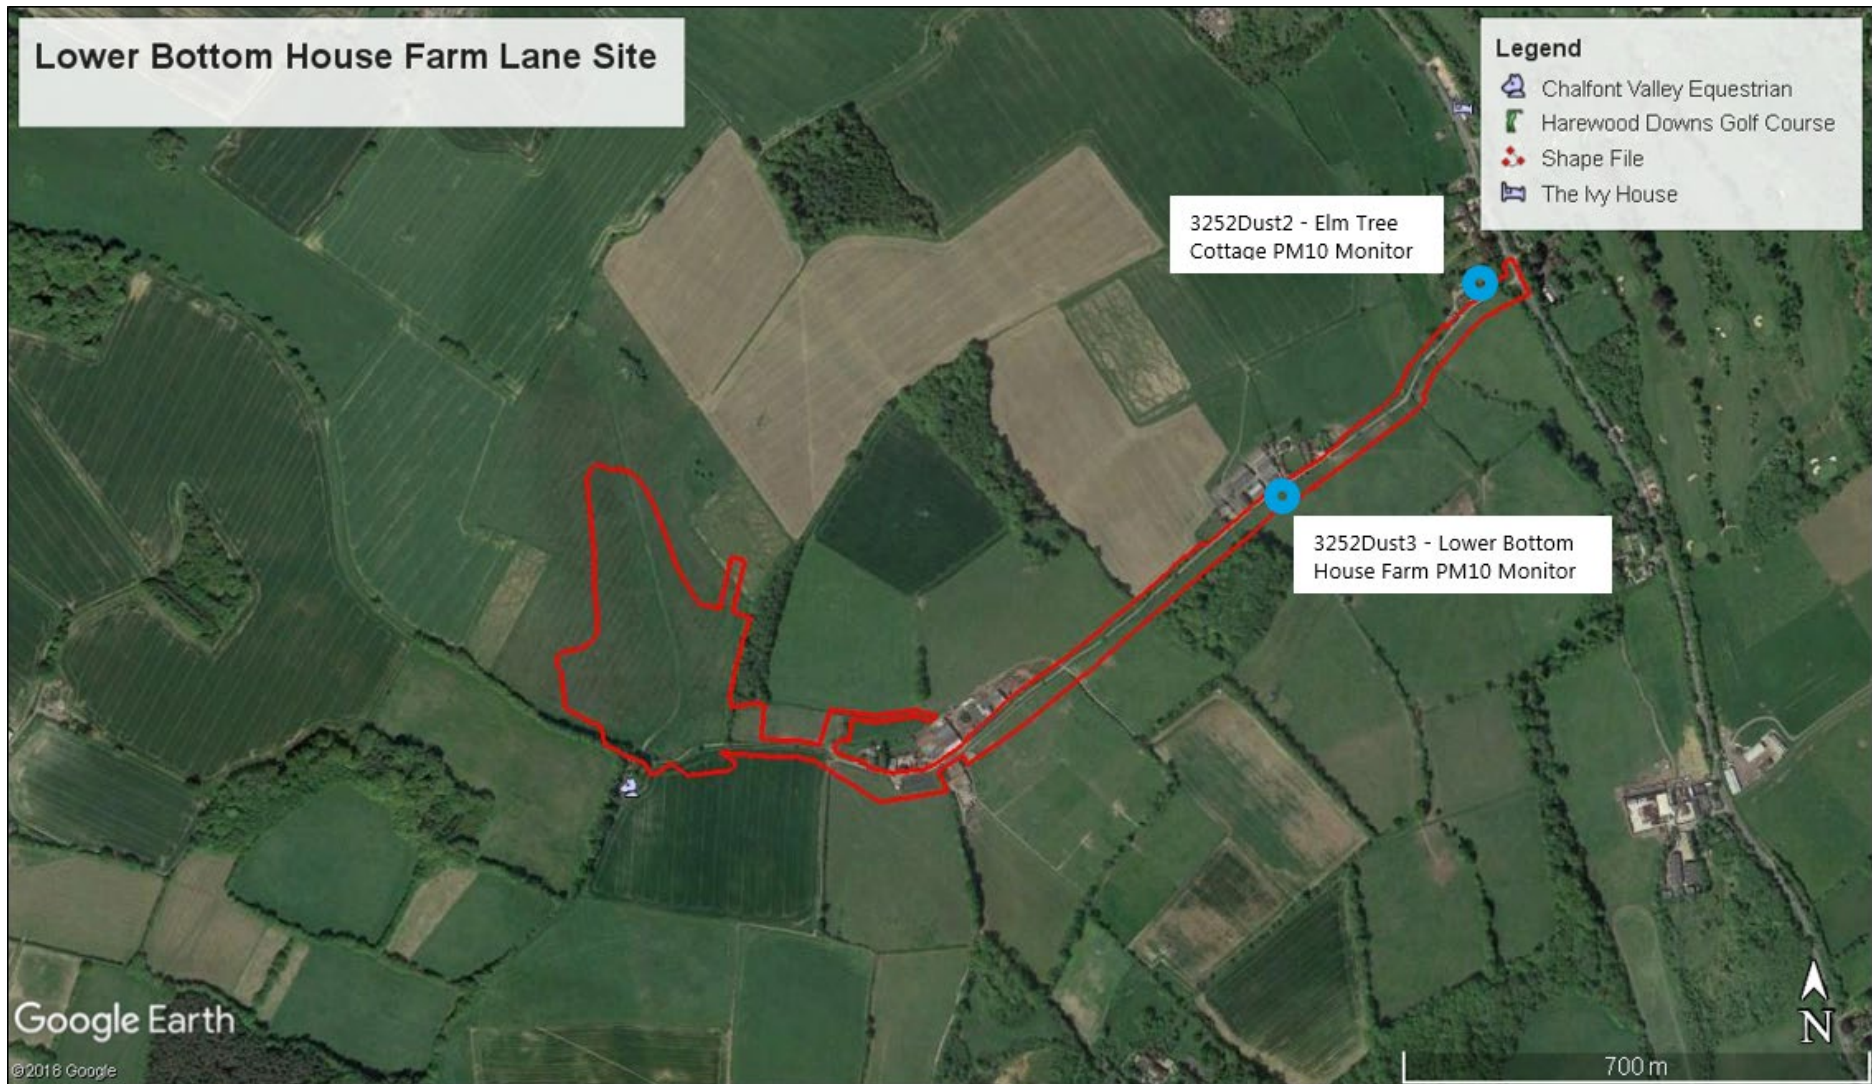 Lower Bottom House Farm Lane Site
Legend
Chalfont Valley Equestrian
Harewood Downs Golf Course
Shape File
The Ivy House
3252Dust2 - Elm Tree
Cottage PM10 Monitor
3252Dust3 - Lower Bottom
House Farm PM10 Monitor
Google Earth
©2018 Google
N
700 m